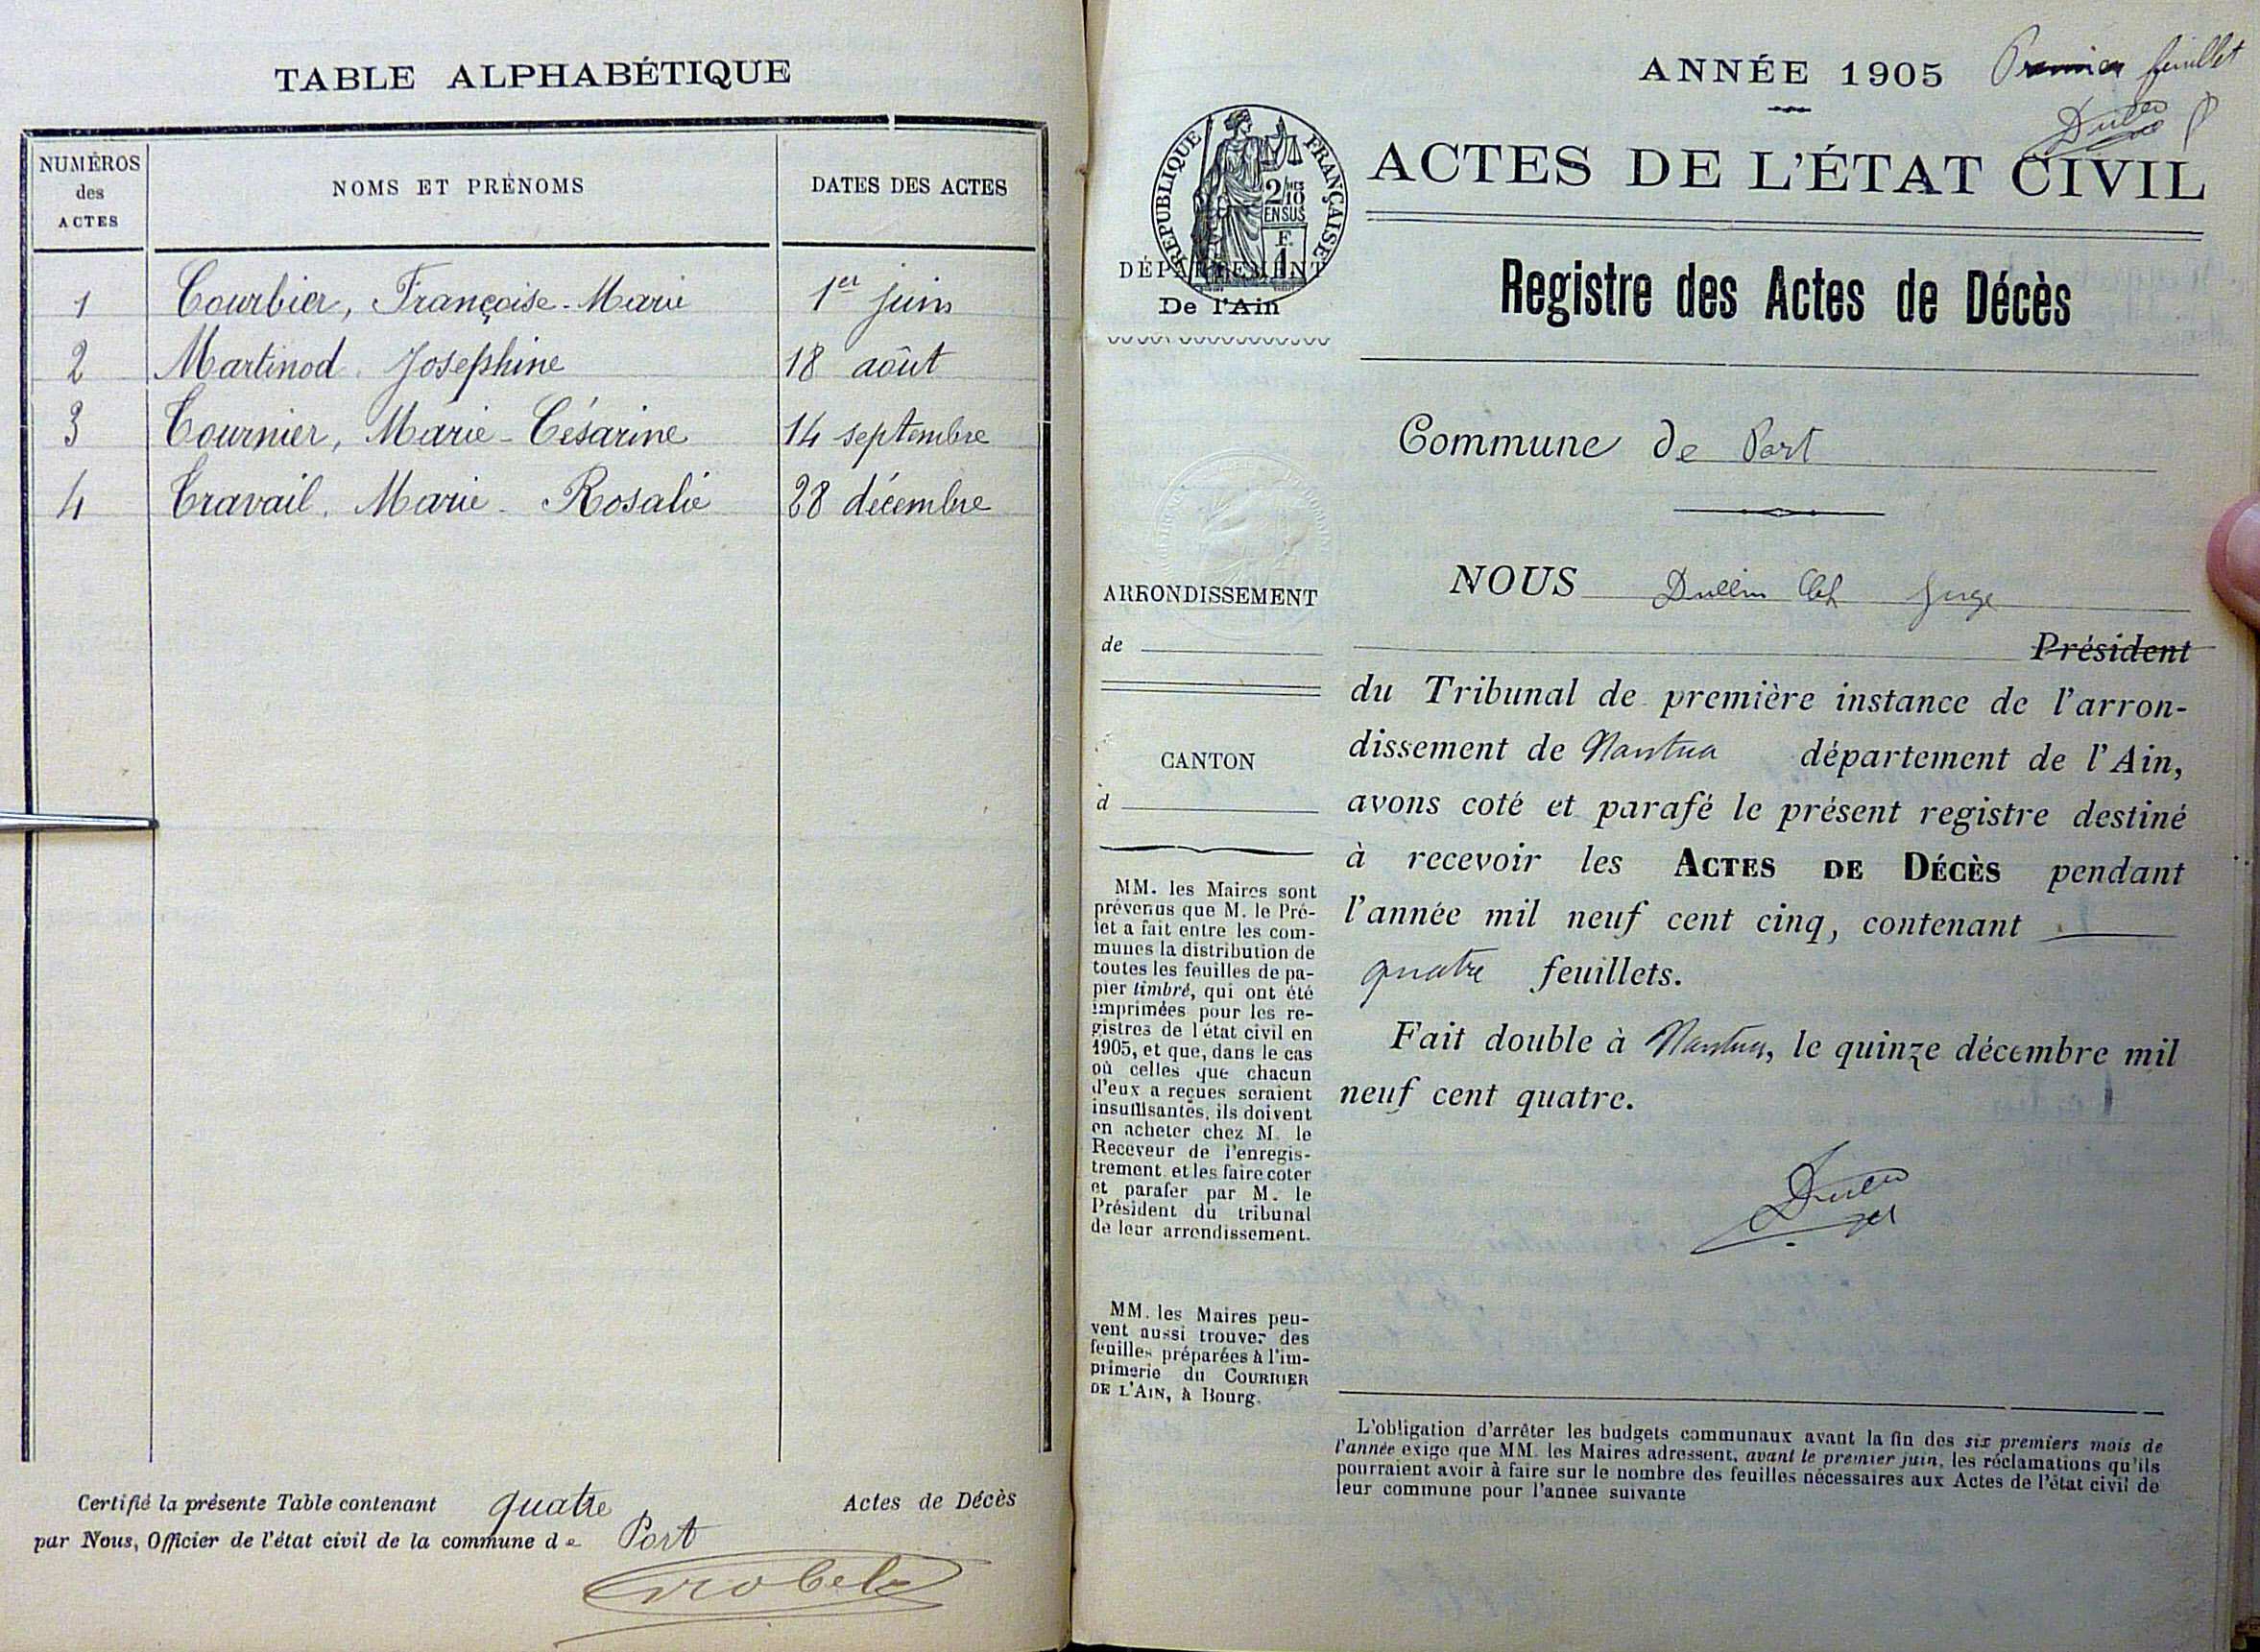 TABLE ALPHABÉTIQUE
NUMÉROS
des
ACTES
NOMS ET PRÉNOMS
DATES DES ACTES
1 Courbier, Françoise-Marie 1er juin
2 Martinod Josephine 18 août
3 Tournier, Marie-Césarine 14 septembre
4 Travail. Marie-Rosalie 28 décembre
Certifié la présente Table contenant quatre Actes de Décès
par Nous, Officier de l'état civil de la commune de Port
ANNÉE 1905
Premier feuillet
ACTES DE L'ÉTAT CIVIL
RÉPUBLIQUE FRANÇAISE
2/10
EN SUS
F.
1
DÉPARTEMENT
De l'Ain
Registre des Actes de Décès
Commune de Port
ARRONDISSEMENT
de
CANTON
d
MM. les Maires sont
prévenus que M. le Pré-
fet a fait entre les com-
munes la distribution de
toutes les feuilles de pa-
pier timbré, qui ont été
imprimées pour les re-
gistres de l'état civil en
1905, et que, dans le cas
où celles que chacun
d'eux a reçues seraient
insuffisantes, ils doivent
en acheter chez M. le
Receveur de l'enregis-
trement et les faire coter
et parafer par M. le
Président du tribunal
de leur arrondissement.
MM. les Maires peu-
vent aussi trouver des
feuilles préparées à l'im-
primerie du COURRIER
DE L'AIN, à Bourg.
NOUS Dullin Juge
Président
du Tribunal de première instance de l'arron-
dissement de Nantua département de l'Ain,
avons coté et parafé le présent registre destiné
à recevoir les ACTES DE DÉCÈS pendant
l'année mil neuf cent cinq, contenant
quatre feuillets.
Fait double à Nantua, le quinze décembre mil
neuf cent quatre.
L'obligation d'arrêter les budgets communaux avant la fin des six premiers mois de
l'année exige que MM. les Maires adressent, avant le premier juin, les réclamations qu'ils
pourraient avoir à faire sur le nombre des feuilles nécessaires aux Actes de l'état civil de
leur commune pour l'année suivante